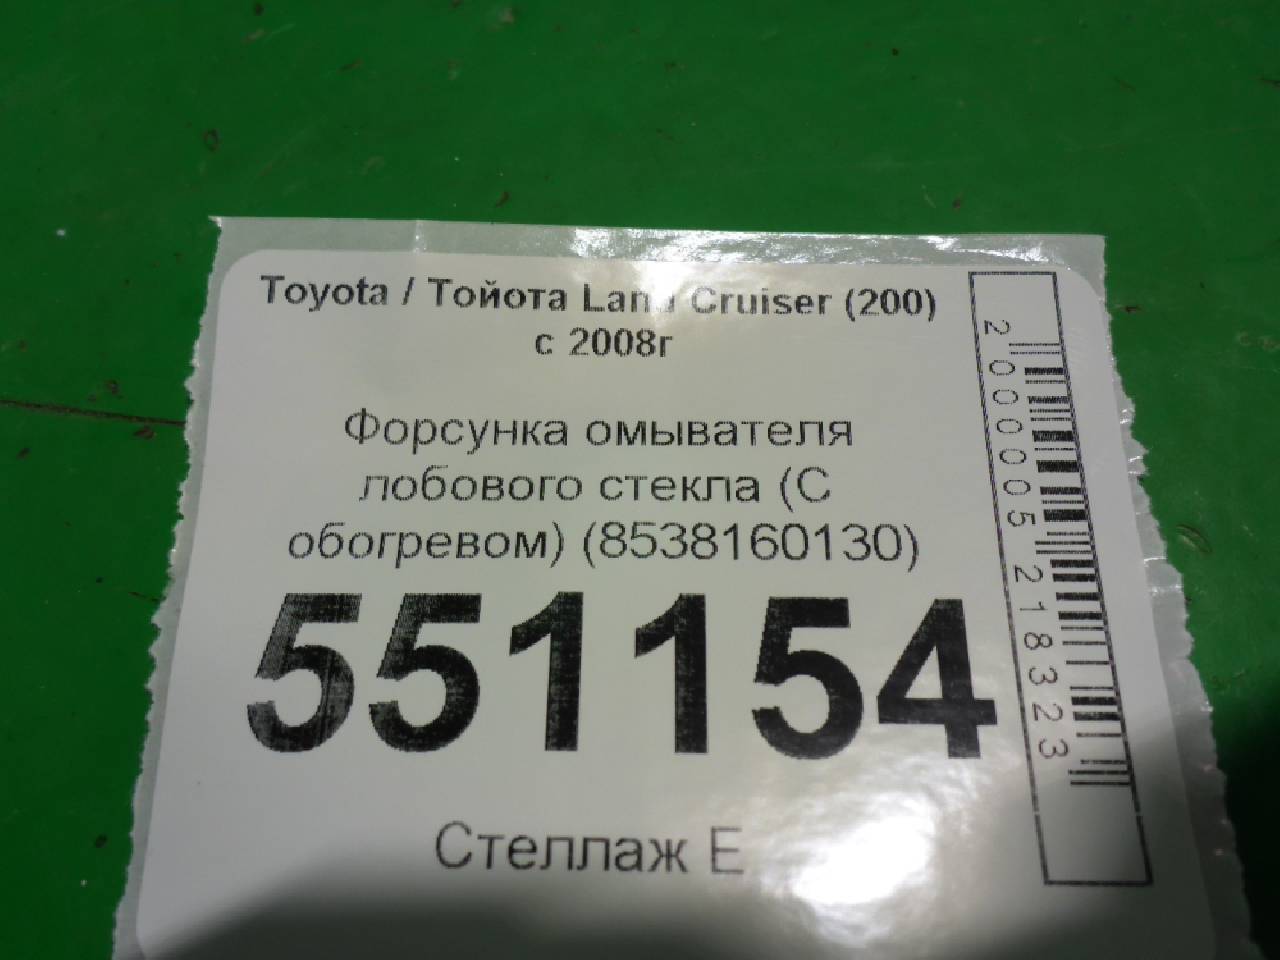 Toyota / Тойота Land Cruiser (200)
с 2008г
Форсунка омывателя
лобового стекла (С
обогревом) (8538160130)
551154
Стеллаж Е
2000005218323